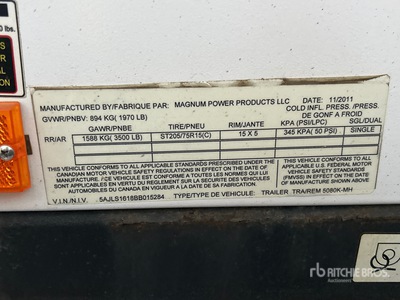 0 lbs.
MANUFACTURED BY/FABRIQUE PAR: MAGNUM POWER PRODUCTS LLC DATE: 11/2011
GVWR/PNBV: 894 KG( 1970 LB) COLD INFL. PRESS. /PRESS. DE GONF A FROID
GAWR/PNBE TIRE/PNEU RIM/JANTE KPA (PSI/LPC) SGL/DUAL
RR/AR 1588 KG( 3500 LB) ST205/75R15(C) 15 X 5 345 KPA( 50 PSI) SINGLE
THIS VEHICLE CONFORMS TO ALL APPLICABLE STANDARDS PRESCRIBED UNDER THE
CANADIAN MOTOR VEHICLE SAFETY REGULATIONS IN EFFECT ON THE DATE OF
MANUFACTURE. / CE VEHICULE EST CONFORME A TOUTES LES NORMES QUI LUI
SONT APPLICABLES EN VERTU DU REGLEMENT SUR LA SECURITE DES VEHICULES
AUTOMOBILES DU CANADA EN VIGUEUR A LA DATE DE SA FABRICATION.
THIS VEHICLE CONFORMS TO
ALL APPLICABLE U.S. FEDERAL
MOTOR VEHICLE SAFETY
STANDARDS (FMVSS) IN EFFECT ON THE DATE
OF MANUFACTURE SHOWN ABOVE
V.I.N./N.I.V. 5AJLS1618BB015284 TYPE/TYPE DE VEHICULE: TRAILER TRA/REM 5080K-MH
rb RITCHIE BROS.